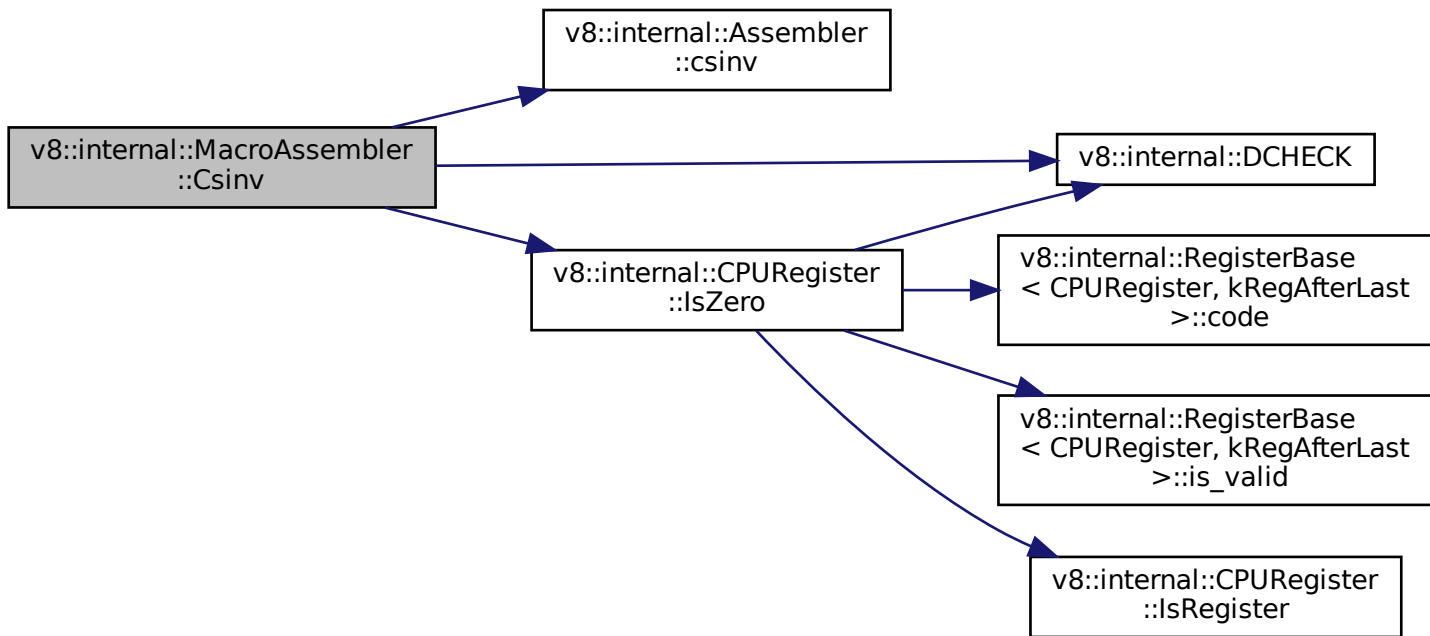 v8::internal::Assembler
::csinv
v8::internal::MacroAssembler
::Csinv
v8::internal::DCHECK
v8::internal::CPURegister
::IsZero
v8::internal::RegisterBase
< CPURegister, kRegAfterLast
>::code
v8::internal::RegisterBase
< CPURegister, kRegAfterLast
>::is_valid
v8::internal::CPURegister
::IsRegister